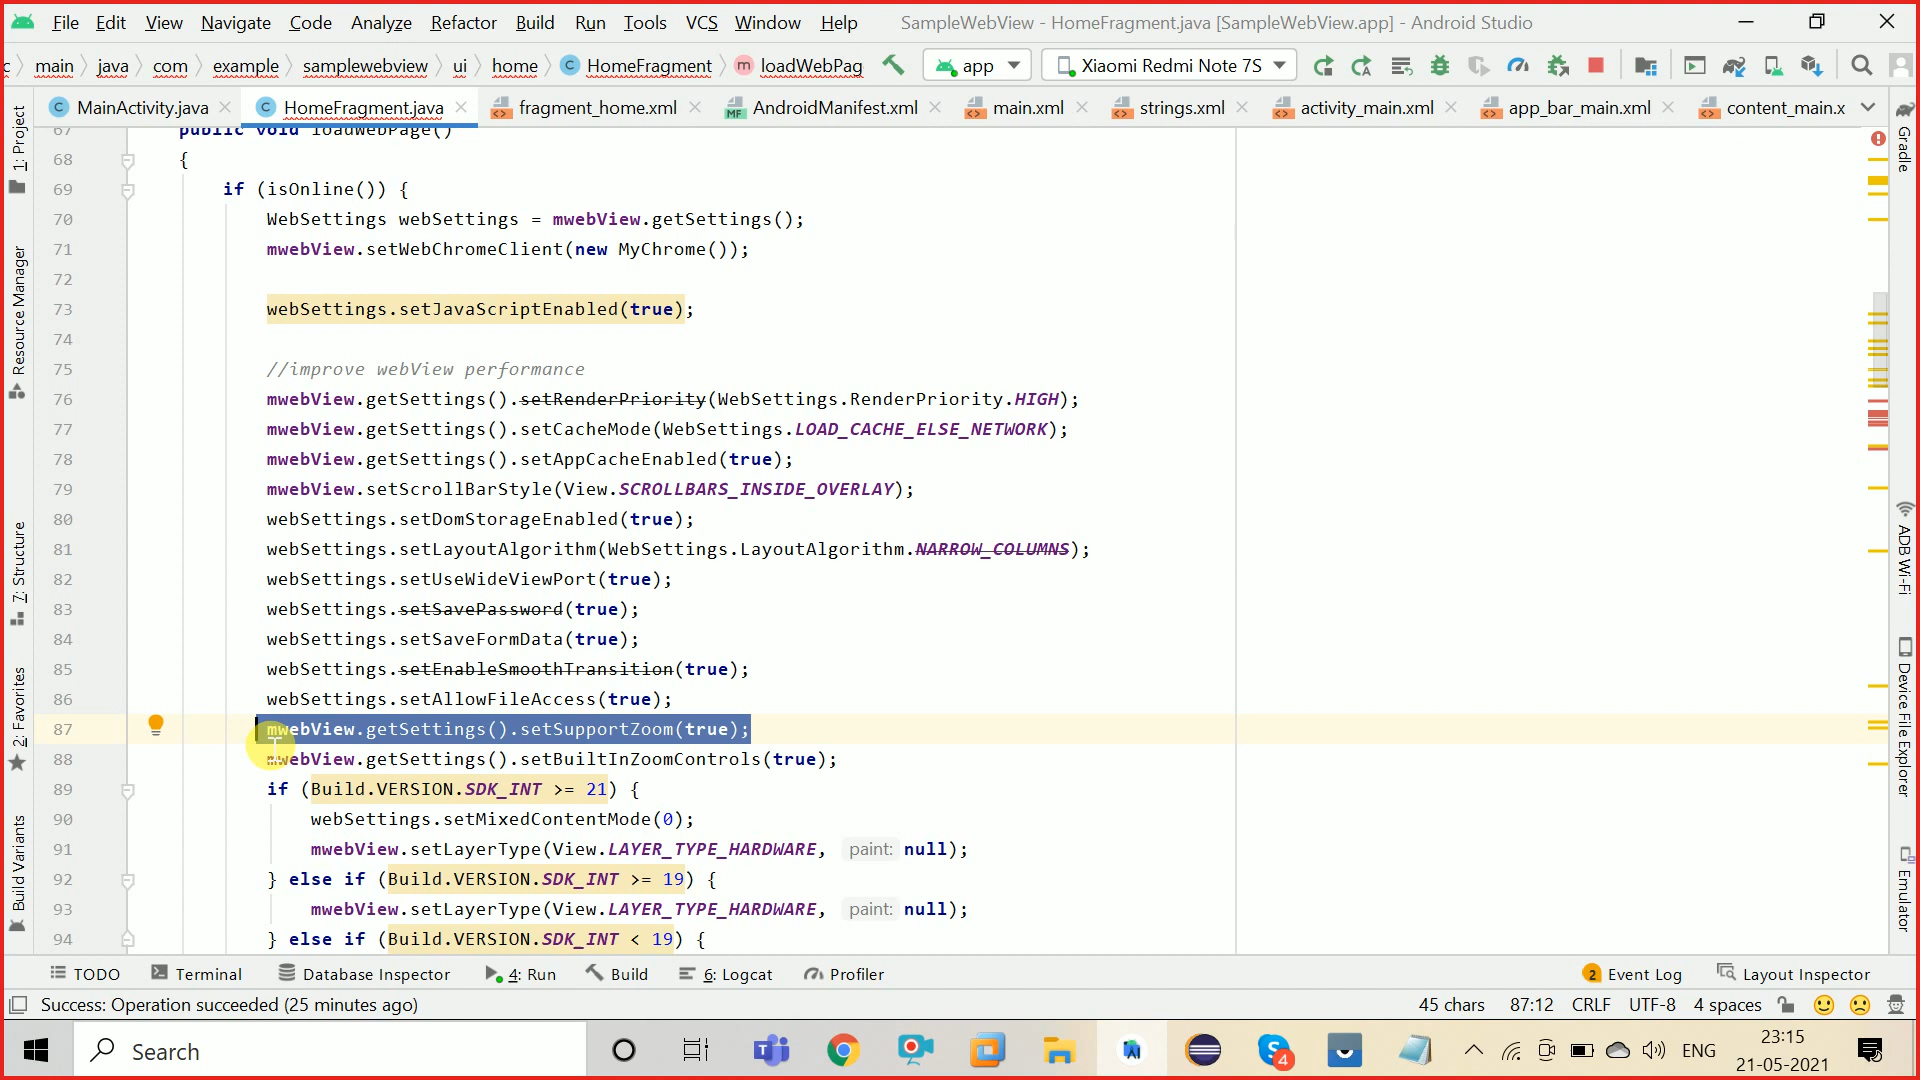 File Edit View Navigate Code Analyze Refactor Build Run Tools VCS Window Help SampleWebView - HomeFragment.java [SampleWebView.app] - Android Studio
c main java com example samplewebview ui home C HomeFragment m loadWebPag app Xiaomi Redmi Note 7S
C MainActivity.java C HomeFragment.java fragment_home.xml MF AndroidManifest.xml main.xml strings.xml activity_main.xml app_bar_main.xml content_main.x
1: Project
Resource Manager
7: Structure
2: Favorites
Build Variants
67 public void loadWebPage()
68 {
69 if (isOnline()) {
70 WebSettings webSettings = mwebView.getSettings();
71 mwebView.setWebChromeClient(new MyChrome());
72
73 webSettings.setJavaScriptEnabled(true);
74
75 //improve webView performance
76 mwebView.getSettings().setRenderPriority(WebSettings.RenderPriority.HIGH);
77 mwebView.getSettings().setCacheMode(WebSettings.LOAD_CACHE_ELSE_NETWORK);
78 mwebView.getSettings().setAppCacheEnabled(true);
79 mwebView.setScrollBarStyle(View.SCROLLBARS_INSIDE_OVERLAY);
80 webSettings.setDomStorageEnabled(true);
81 webSettings.setLayoutAlgorithm(WebSettings.LayoutAlgorithm.NARROW_COLUMNS);
82 webSettings.setUseWideViewPort(true);
83 webSettings.setSavePassword(true);
84 webSettings.setSaveFormData(true);
85 webSettings.setEnableSmoothTransition(true);
86 webSettings.setAllowFileAccess(true);
87 mwebView.getSettings().setSupportZoom(true);
88 mwebView.getSettings().setBuiltInZoomControls(true);
89 if (Build.VERSION.SDK_INT >= 21) {
90 webSettings.setMixedContentMode(0);
91 mwebView.setLayerType(View.LAYER_TYPE_HARDWARE, paint: null);
92 } else if (Build.VERSION.SDK_INT >= 19) {
93 mwebView.setLayerType(View.LAYER_TYPE_HARDWARE, paint: null);
94 } else if (Build.VERSION.SDK_INT < 19) {
Gradle
ADB Wi-Fi
Device File Explorer
Emulator
TODO Terminal Database Inspector 4: Run Build 6: Logcat Profiler 2 Event Log Layout Inspector
Success: Operation succeeded (25 minutes ago) 45 chars 87:12 CRLF UTF-8 4 spaces
Search 4 ENG 23:15
21-05-2021